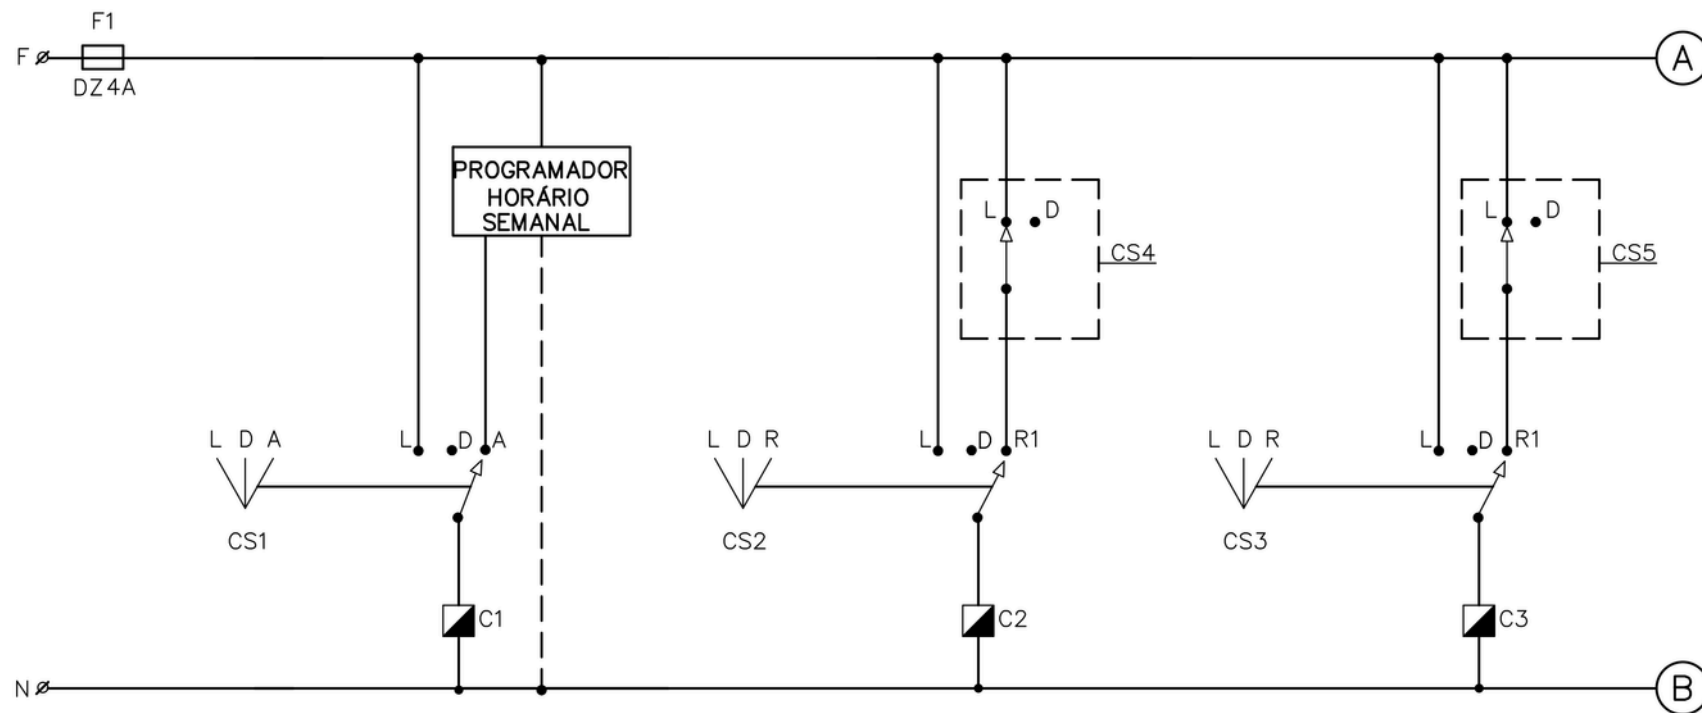 F1
F
DZ4A
A
PROGRAMADOR
HORÁRIO
SEMANAL
L D
CS4
L D
CS5
L D A
L D A
L D R
L D R1
L D R
L D R1
CS1
CS2
CS3
C1
C2
C3
N
B